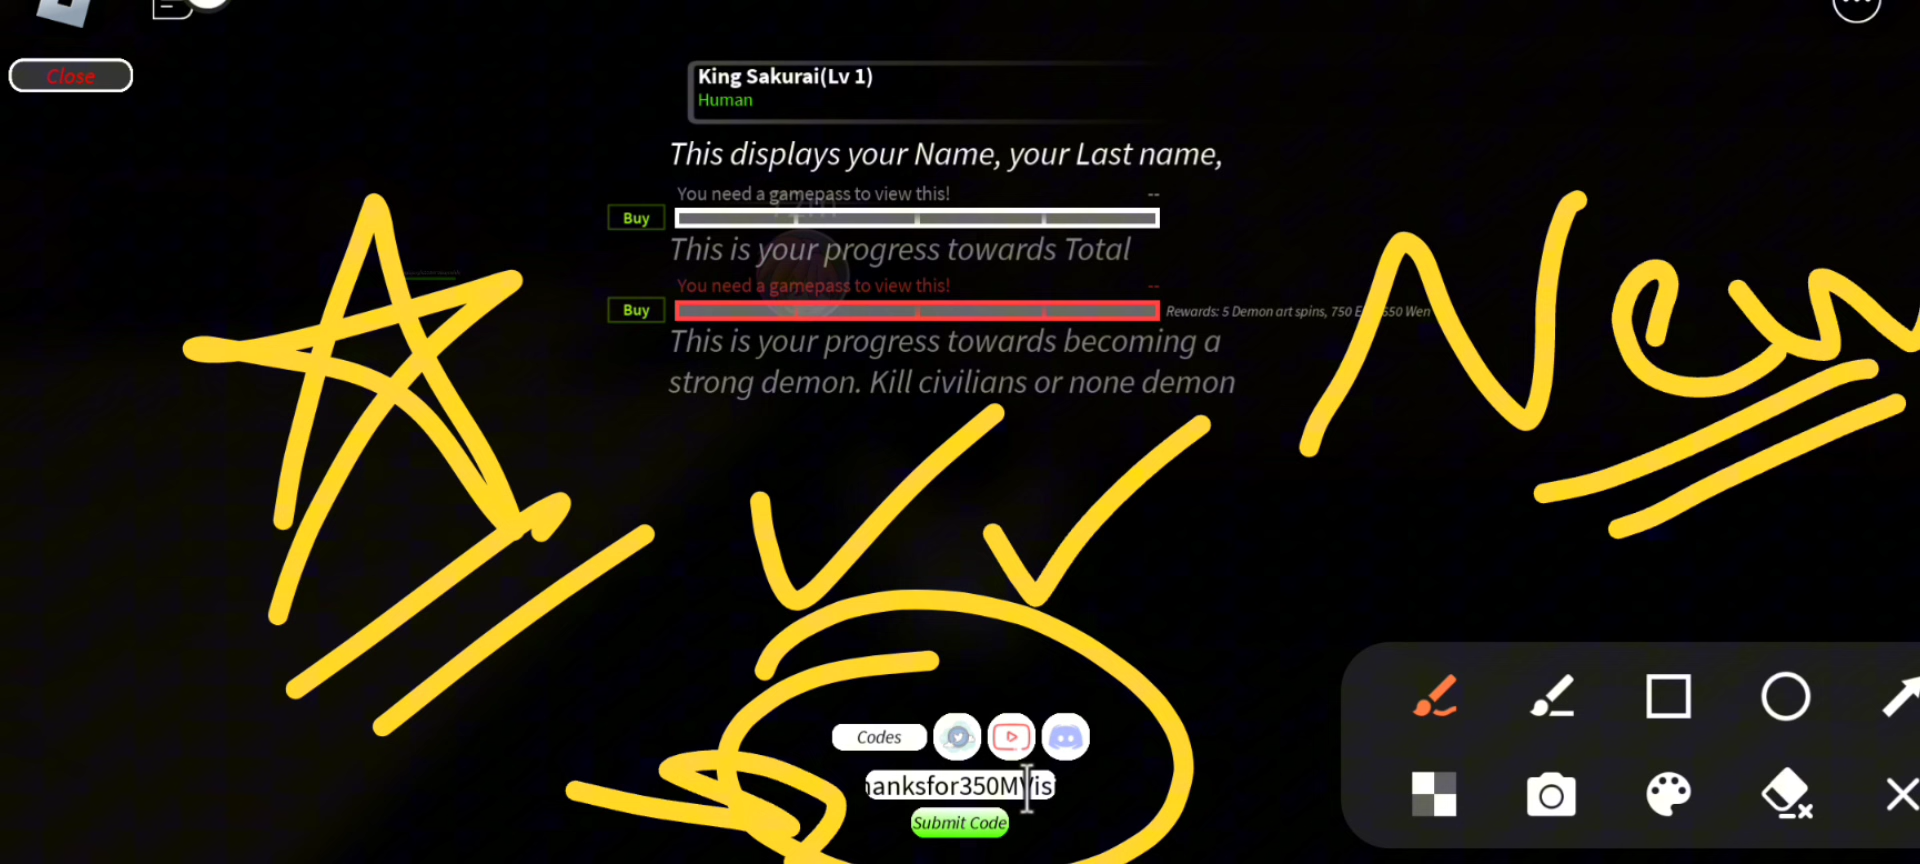 Close
King Sakurai(Lv 1)
Human
This displays your Name, your Last name,
You need a gamepass to view this! --
Buy
This is your progress towards Total
You need a gamepass to view this! --
Buy
Rewards: 5 Demon art spins, 750 550 Wen
This is your progress towards becoming a
strong demon. Kill civilians or none demon
New
Codes
hanksfor350MVis
Submit Code